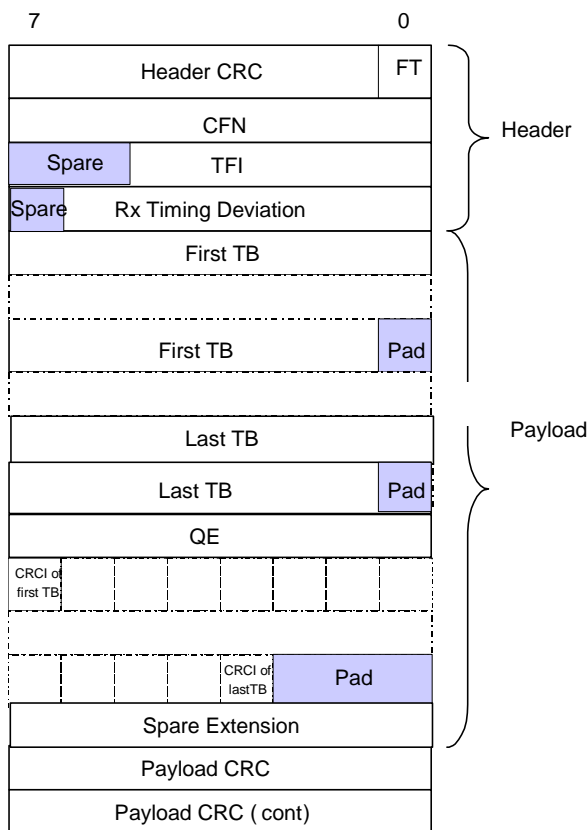 7 0
Header CRC FT
CFN
Header
Spare TFI
Spare Rx Timing Deviation
First TB
First TB Pad
Last TB
Payload
Last TB Pad
QE
CRCI of
first TB
CRCI of
lastTB
Pad
Spare Extension
Payload CRC
Payload CRC ( cont)